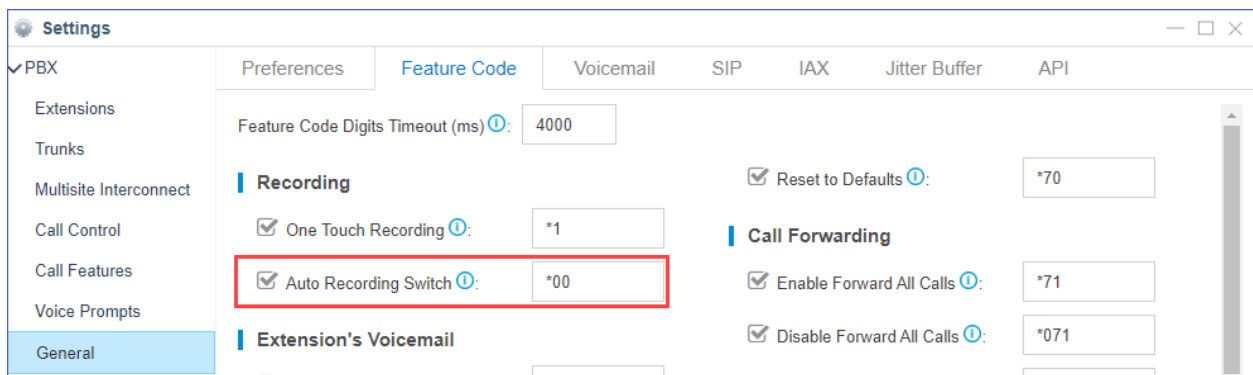 Settings
PBX
Extensions
Trunks
Multisite Interconnect
Call Control
Call Features
Voice Prompts
General
Preferences Feature Code Voicemail SIP IAX Jitter Buffer API
Feature Code Digits Timeout (ms) : 4000
Recording
One Touch Recording : *1
Auto Recording Switch : *00
Extension's Voicemail
Reset to Defaults : *70
Call Forwarding
Enable Forward All Calls : *71
Disable Forward All Calls : *071